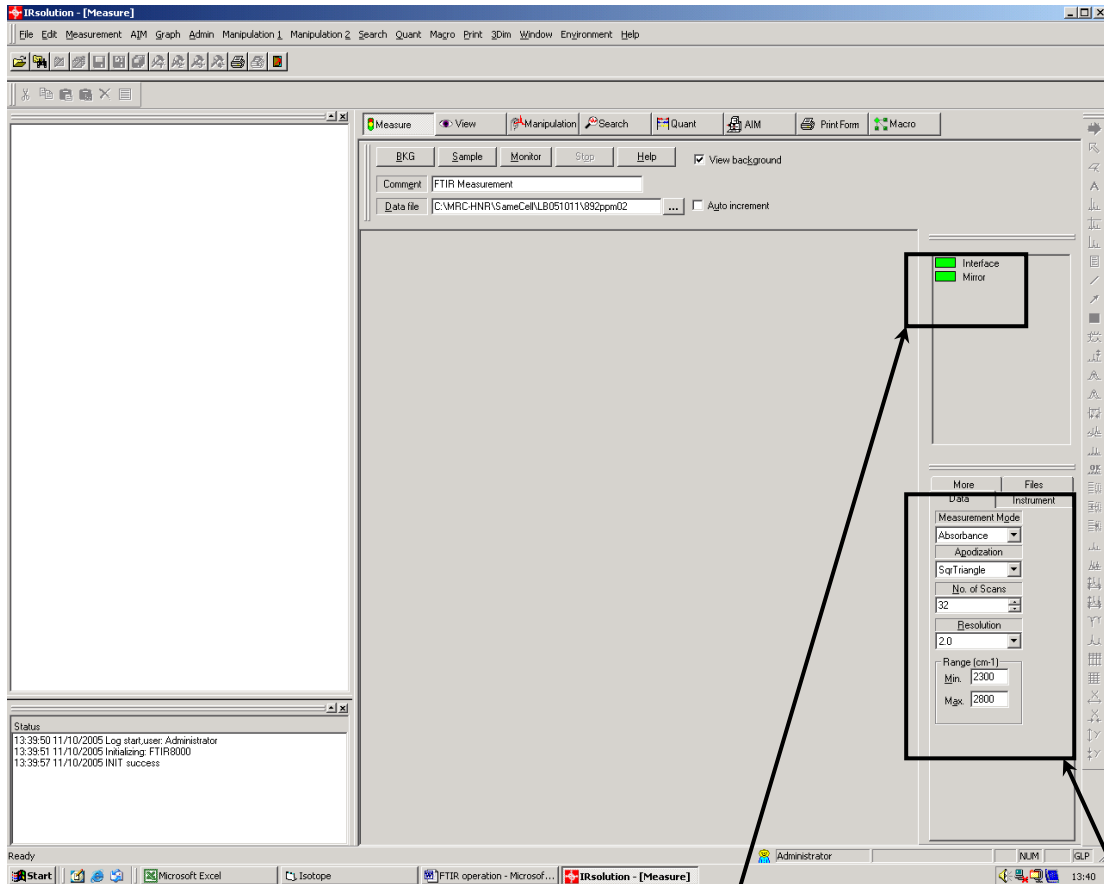 IRsolution - [Measure]
File Edit Measurement AIM Graph Admin Manipulation 1 Manipulation 2 Search Quant Macro Print 3Dim Window Environment Help
Measure View Manipulation Search Quant AIM Print Form Macro
BKG Sample Monitor Stop Help View background
Comment FTIR Measurement
Data file C:\MRC-HNR\SameCell\LB051011\892ppm02 ... Auto increment
Interface
Mirror
More Files
Data Instrument
Measurement Mode
Absorbance
Apodization
SqrTriangle
No. of Scans
32
Resolution
2.0
Range (cm-1)
Min. 2300
Max. 2800
Status
13:39:50 11/10/2005 Log start,user: Administrator
13:39:51 11/10/2005 Initializing: FTIR8000
13:39:57 11/10/2005 INIT success
Ready Administrator NUM GLP
Start Microsoft Excel Isotope FTIR operation - Microsof... IRsolution - [Measure] 13:40